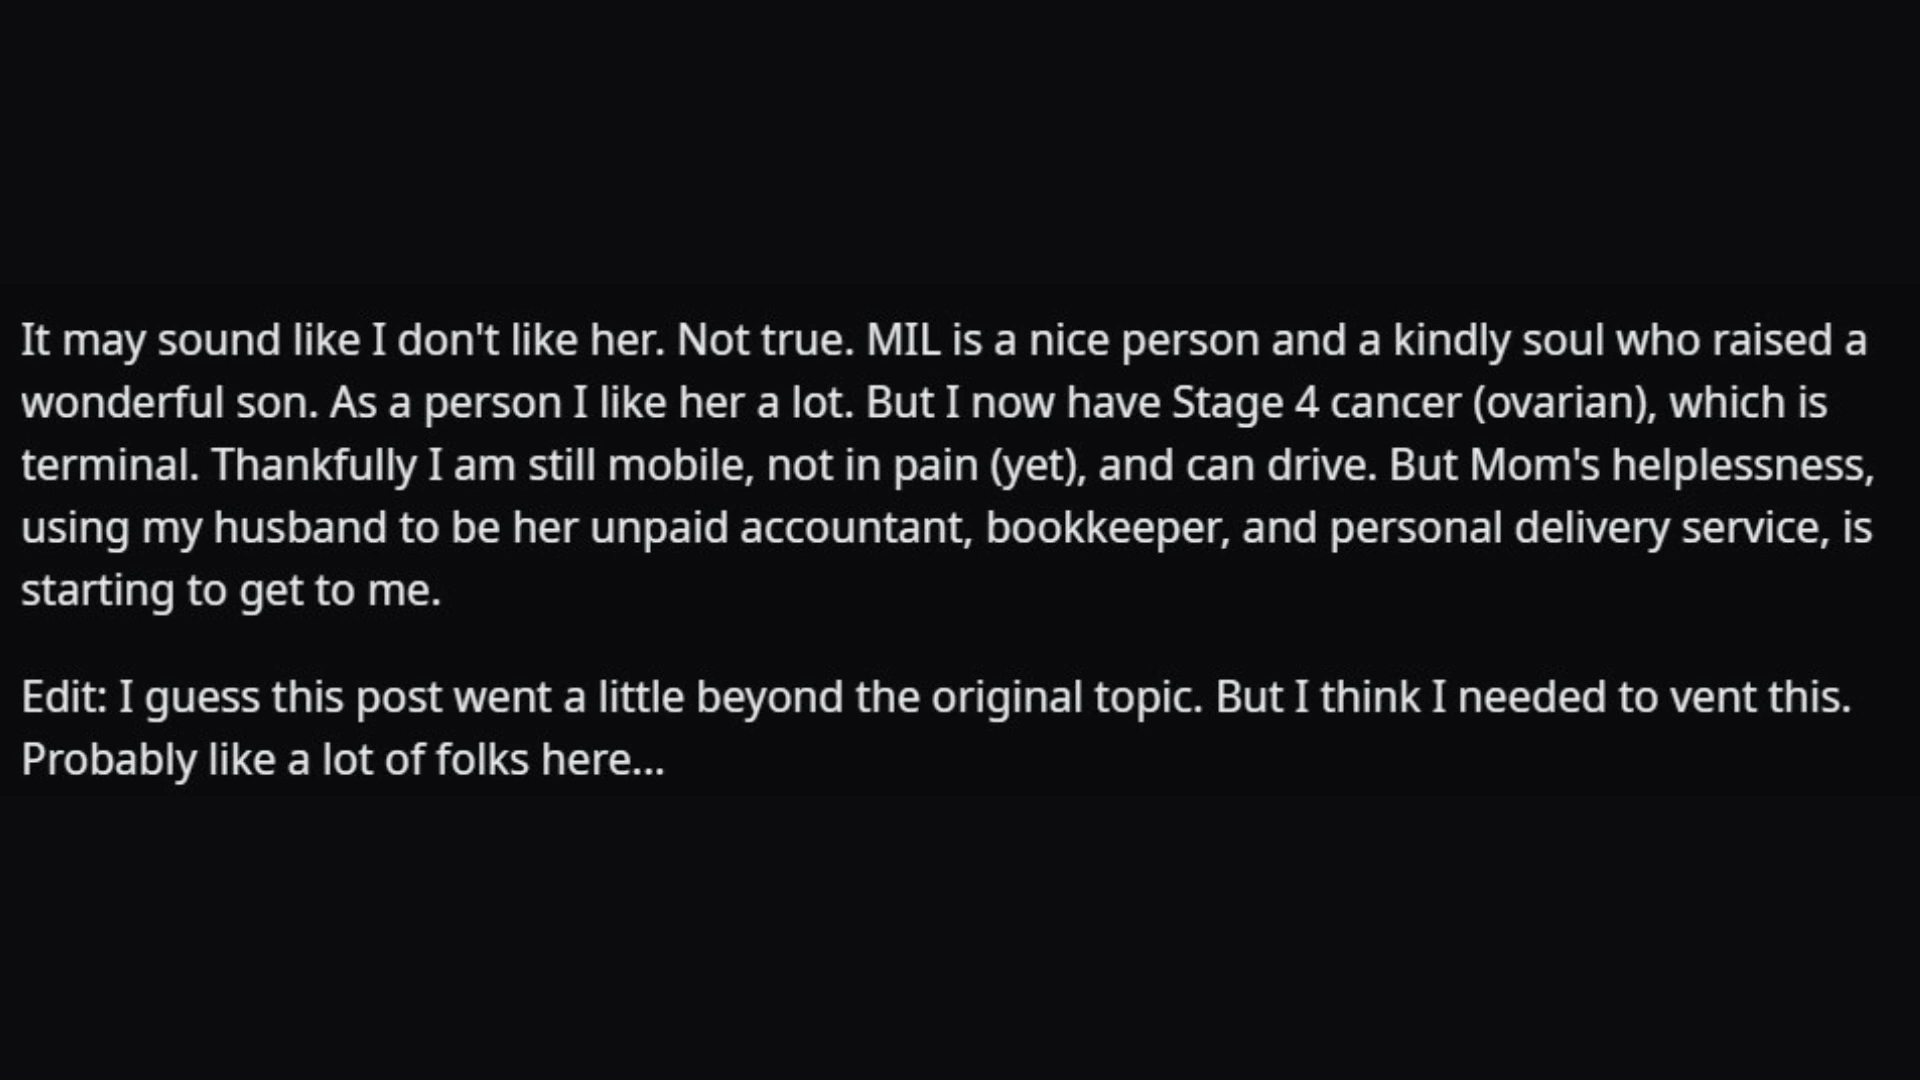 It may sound like I don't like her. Not true. MIL is a nice person and a kindly soul who raised a
wonderful son. As a person I like her a lot. But I now have Stage 4 cancer (ovarian), which is
terminal. Thankfully I am still mobile, not in pain (yet), and can drive. But Mom's helplessness,
using my husband to be her unpaid accountant, bookkeeper, and personal delivery service, is
starting to get to me.
Edit: I guess this post went a little beyond the original topic. But I think I needed to vent this.
Probably like a lot of folks here...